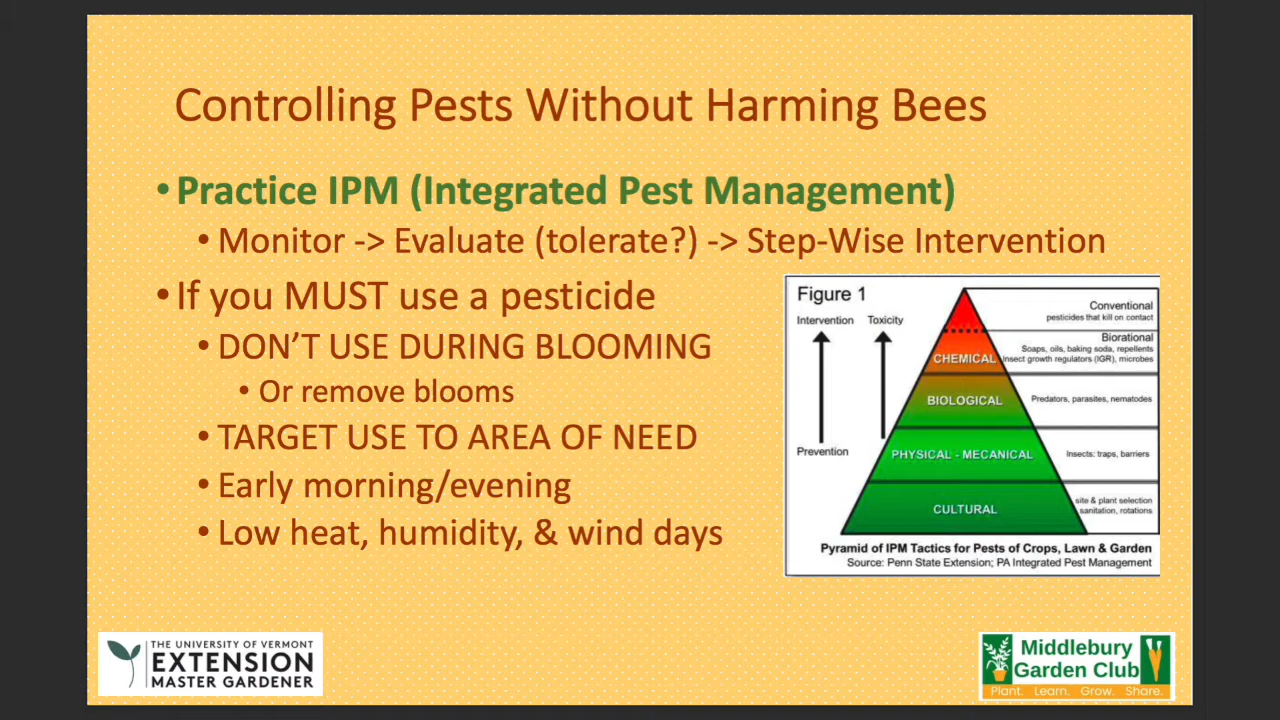 Controlling Pests Without Harming Bees
• Practice IPM (Integrated Pest Management)
• Monitor -> Evaluate (tolerate?) -> Step-Wise Intervention
• If you MUST use a pesticide
• DON'T USE DURING BLOOMING
• Or remove blooms
• TARGET USE TO AREA OF NEED
• Early morning/evening
• Low heat, humidity, & wind days
Figure 1
Intervention Toxicity
Prevention
CHEMICAL
BIOLOGICAL
PHYSICAL - MECANICAL
CULTURAL
Conventional
pesticides that kill on contact
Biorational
Soaps, oils, baking soda, repellents
insect growth regulators (IGR), microbes
Predators, parasites, nematodes
Insects: traps, barriers
site & plant selection
sanitation, rotations
Pyramid of IPM Tactics for Pests of Crops, Lawn & Garden
Source: Penn State Extension; PA Integrated Pest Management
THE UNIVERSITY OF VERMONT
EXTENSION
MASTER GARDENER
Middlebury
Garden Club
Plant. Learn. Grow. Share.